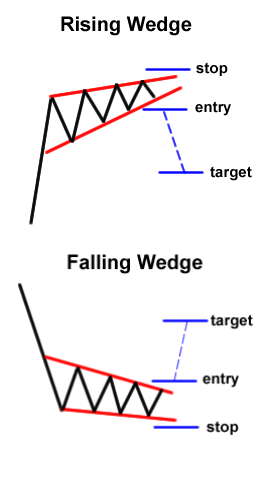 Rising Wedge
stop
entry
target
Falling Wedge
target
entry
stop